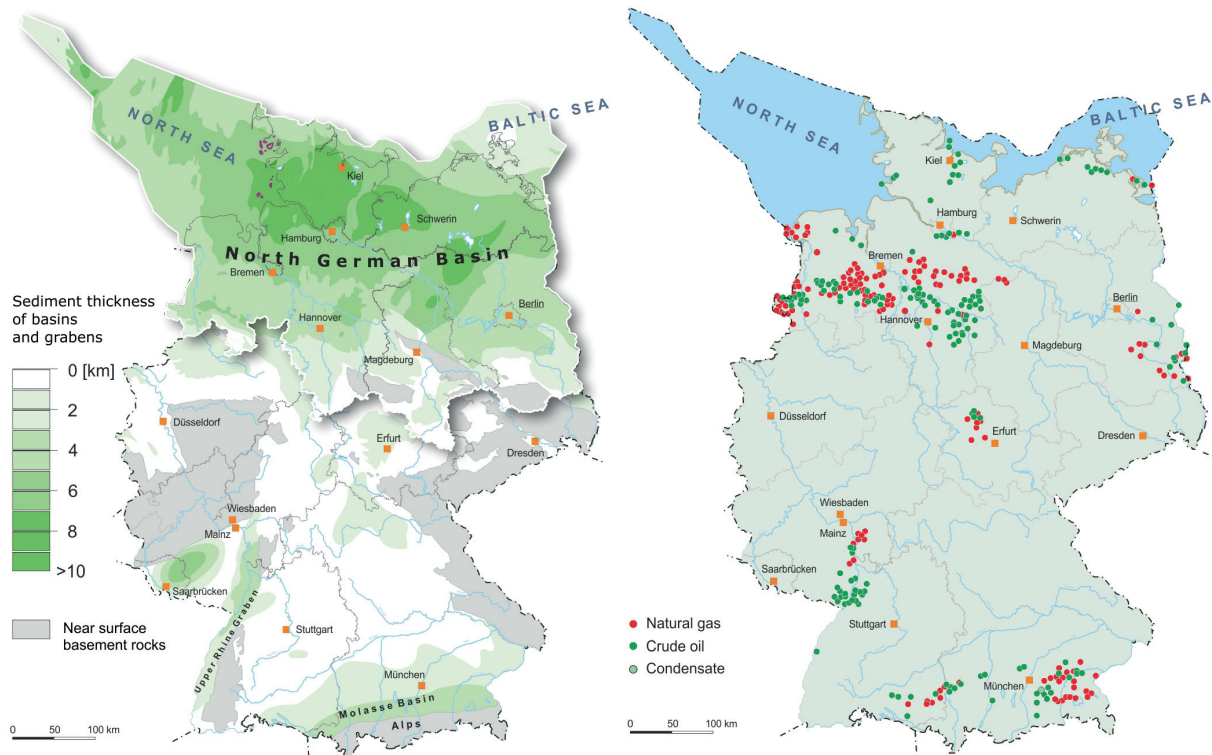 NORTH SEA
BALTIC SEA
Kiel
Schwerin
Hamburg
North German Basin
Bremen
Berlin
Hannover
Magdeburg
Sediment thickness
of basins
and grabens
0 [km]
2
4
6
8
>10
Near surface
basement rocks
Düsseldorf
Erfurt
Dresden
Wiesbaden
Mainz
Saarbrücken
Upper Rhine Graben
Stuttgart
München
Molasse Basin
Alps
0 50 100 km
NORTH SEA
BALTIC SEA
Kiel
Hamburg
Schwerin
Bremen
Berlin
Hannover
Magdeburg
Düsseldorf
Erfurt
Dresden
Wiesbaden
Mainz
Saarbrücken
Stuttgart
Natural gas
Crude oil
Condensate
München
0 50 100 km